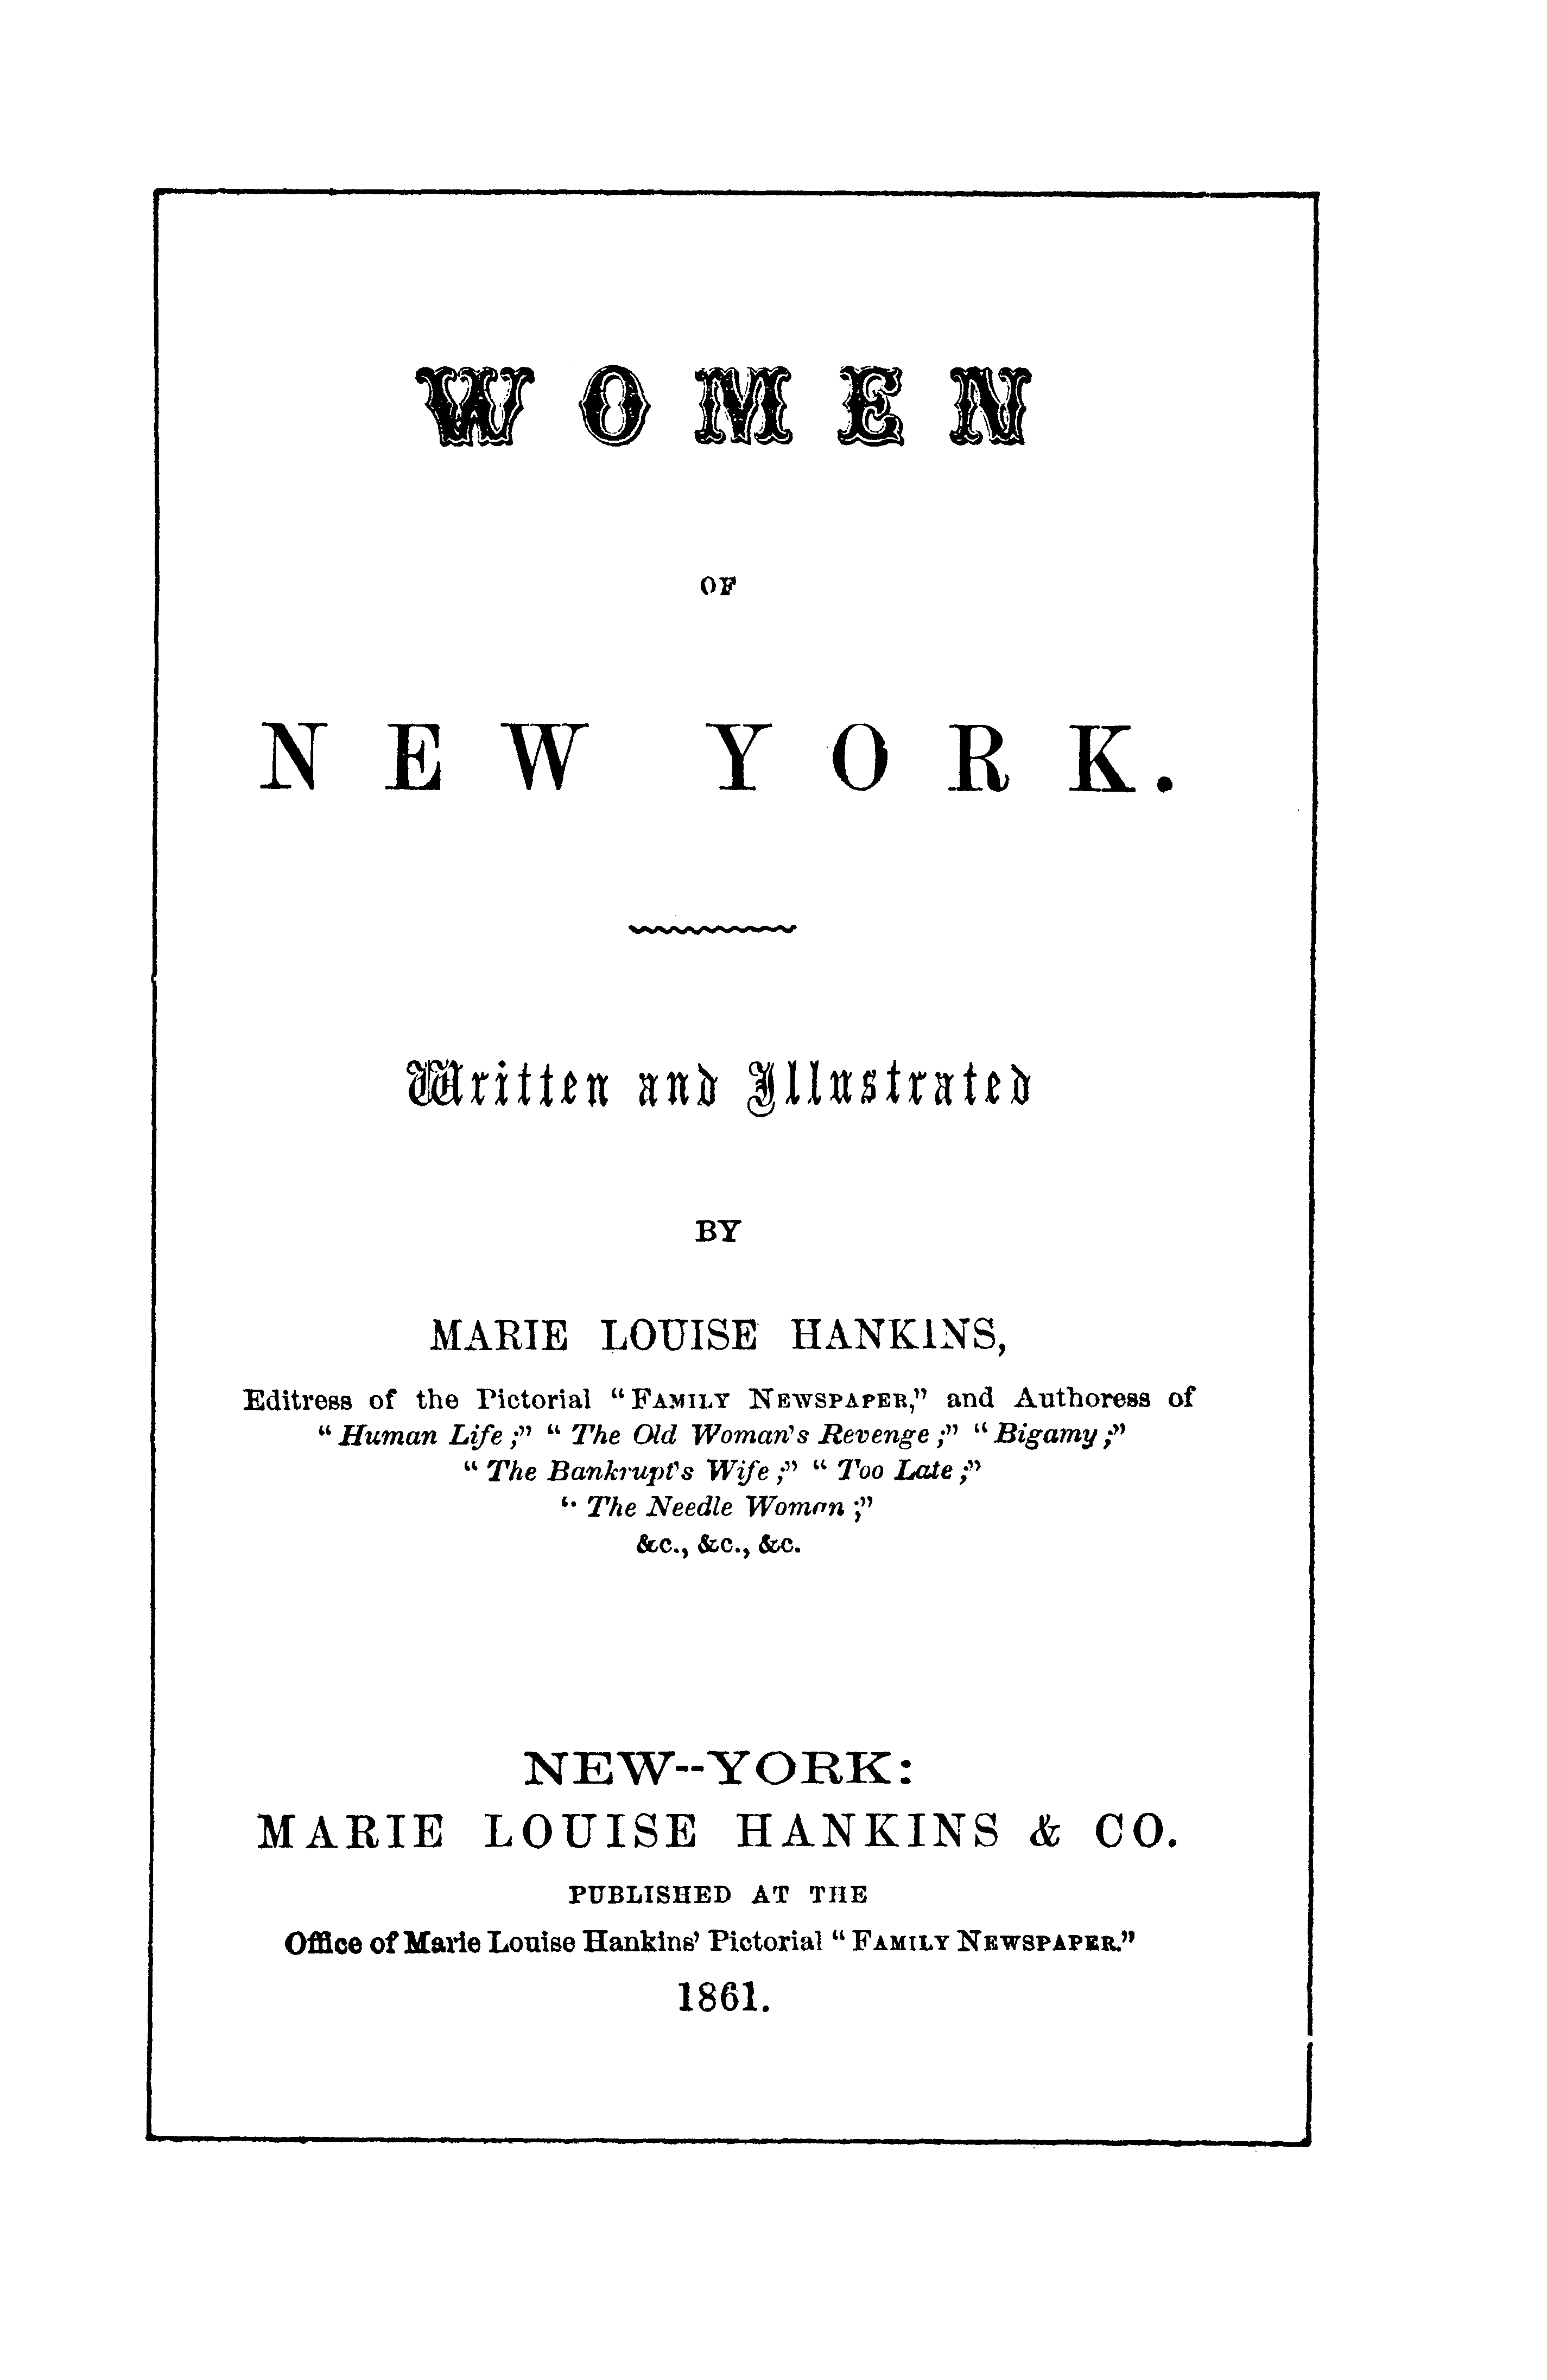 WOMEN
OF
NEW YORK.
Written and Illustrated
BY
MARIE LOUISE HANKINS,
Editress of the Pictorial “FAMILY NEWSPAPER,” and Authoress of
“Human Life;” “The Old Woman's Revenge;” “Bigamy;”
“The Bankrupt's Wife;” “Too Late;”
“The Needle Woman;”
&c., &c., &c.
NEW--YORK:
MARIE LOUISE HANKINS & CO.
PUBLISHED AT THE
Office of Marie Louise Hankins' Pictorial “FAMILY NEWSPAPER.”
1861.